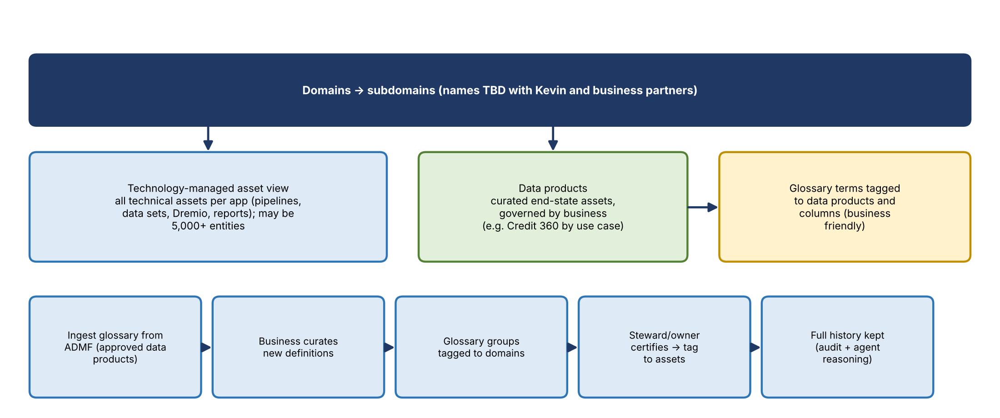 Domains → subdomains (names TBD with Kevin and business partners)
Technology-managed asset view
all technical assets per app (pipelines,
data sets, Dremio, reports); may be
5,000+ entities
Data products
curated end-state assets,
governed by business
(e.g. Credit 360 by use case)
Glossary terms tagged
to data products and
columns (business
friendly)
Ingest glossary from
ADMF (approved data
products)
Business curates
new definitions
Glossary groups
tagged to domains
Steward/owner
certifies → tag
to assets
Full history kept
(audit + agent
reasoning)